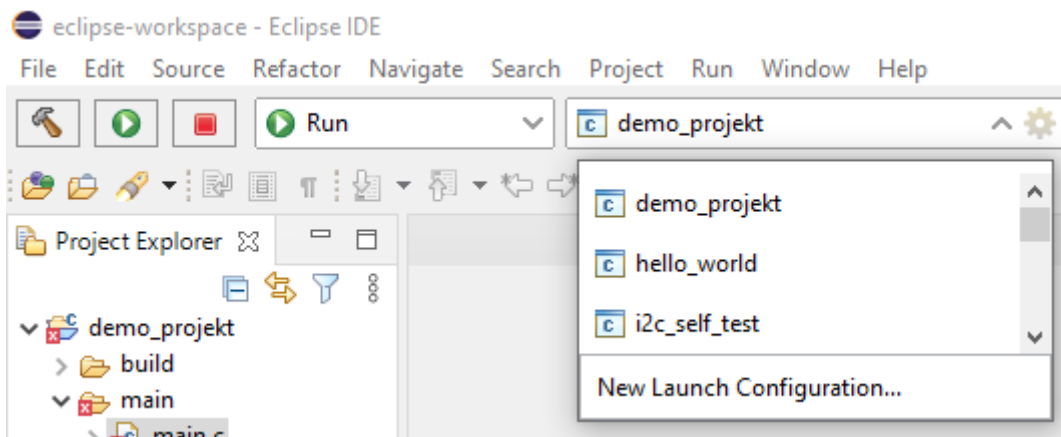 eclipse-workspace - Eclipse IDE
File Edit Source Refactor Navigate Search Project Run Window Help
Run
demo_projekt
demo_projekt
hello_world
i2c_self_test
New Launch Configuration...
Project Explorer
demo_projekt
build
main
main.c